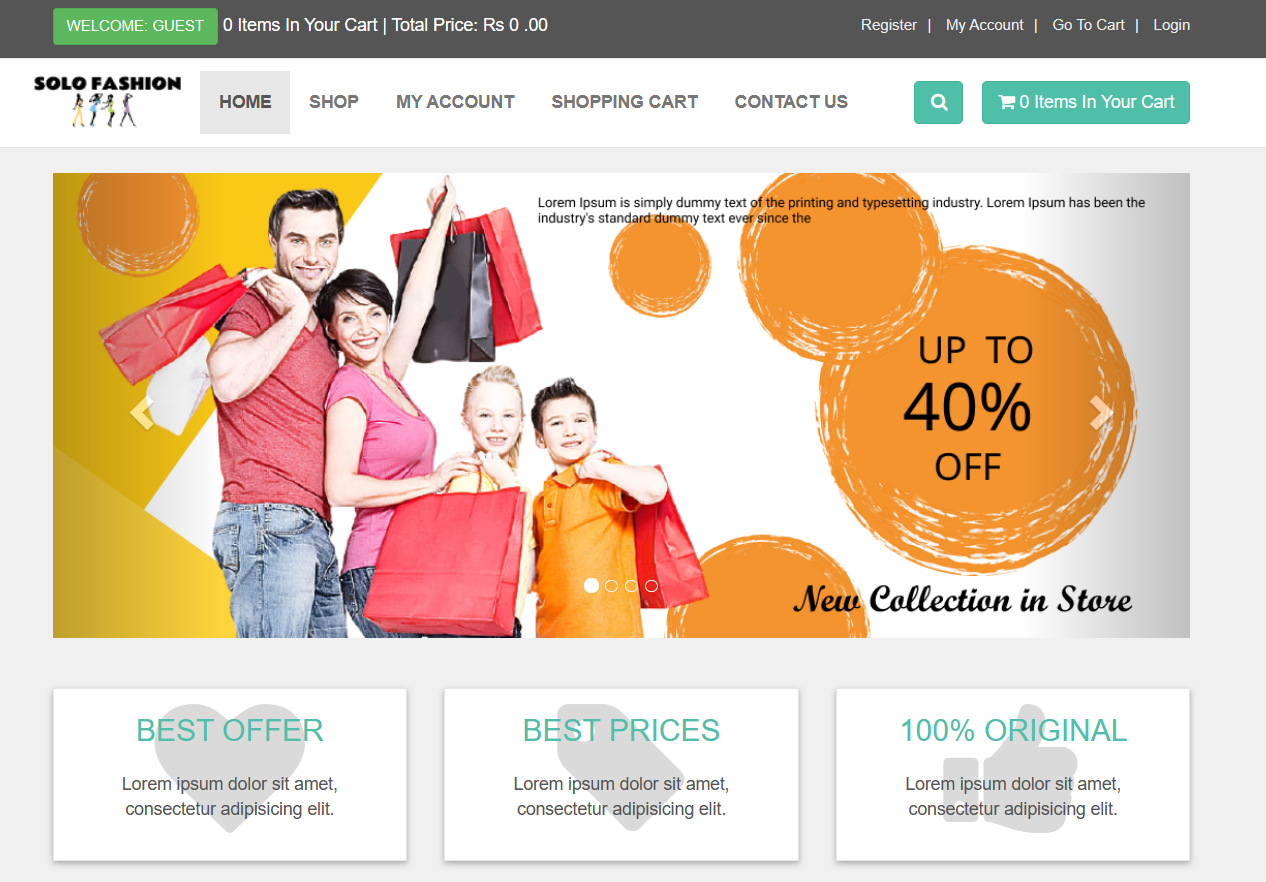 WELCOME: GUEST 0 Items In Your Cart | Total Price: Rs 0 .00
Register | My Account | Go To Cart | Login
SOLO FASHION
HOME SHOP MY ACCOUNT SHOPPING CART CONTACT US
0 Items In Your Cart
Lorem Ipsum is simply dummy text of the printing and typesetting industry. Lorem Ipsum has been the
industry's standard dummy text ever since the
UP TO
40%
OFF
New Collection in Store
BEST OFFER
Lorem ipsum dolor sit amet,
consectetur adipisicing elit.
BEST PRICES
Lorem ipsum dolor sit amet,
consectetur adipisicing elit.
100% ORIGINAL
Lorem ipsum dolor sit amet,
consectetur adipisicing elit.